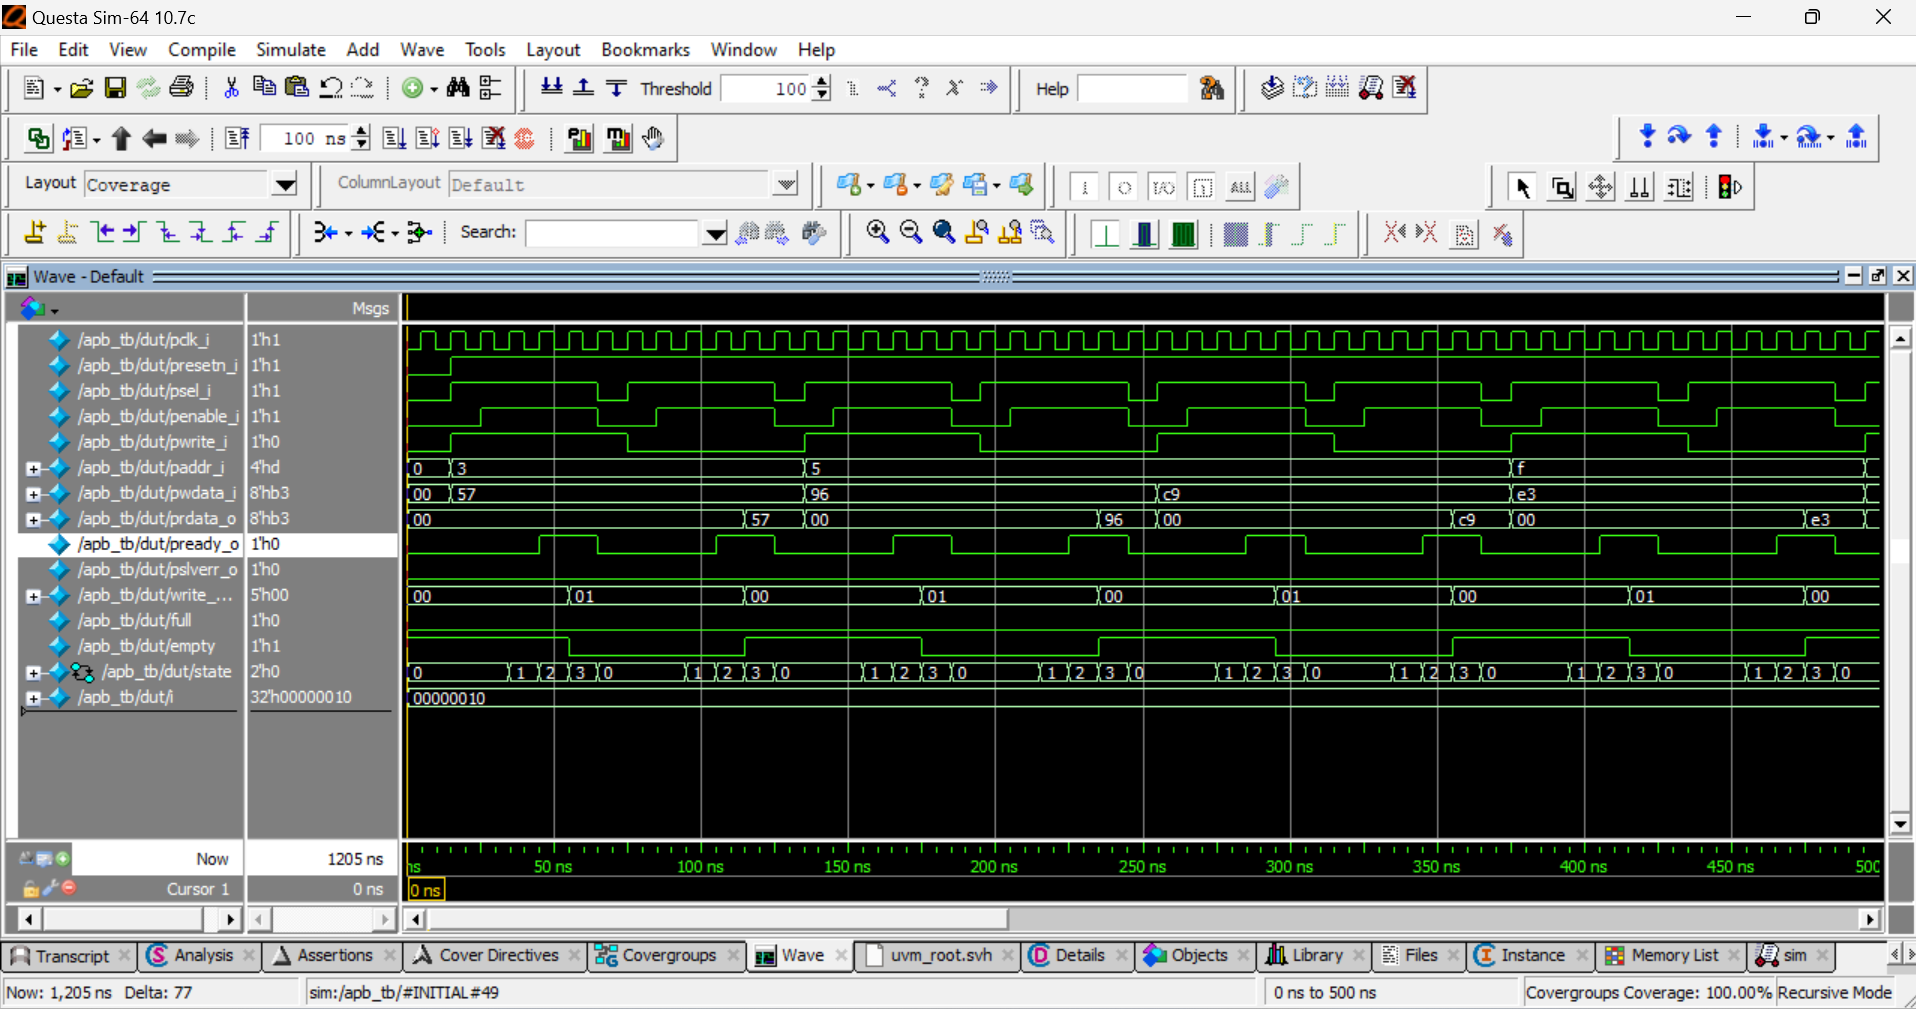 Questa Sim-64 10.7c
File Edit View Compile Simulate Add Wave Tools Layout Bookmarks Window Help
Threshold 100 Help
100 ns
Layout Coverage ColumnLayout Default ALL
Search:
Wave - Default
Msgs
/apb_tb/dut/pclk_i 1'h1
/apb_tb/dut/presetn_i 1'h1
/apb_tb/dut/psel_i 1'h1
/apb_tb/dut/penable_i 1'h1
/apb_tb/dut/pwrite_i 1'h0
/apb_tb/dut/paddr_i 4'hd 0 3 5 f
/apb_tb/dut/pwdata_i 8'hb3 00 57 96 c9 e3
/apb_tb/dut/prdata_o 8'hb3 00 57 00 96 00 c9 00 e3
/apb_tb/dut/pready_o 1'h0
/apb_tb/dut/pslverr_o 1'h0
/apb_tb/dut/write_... 5'h00 00 01 00 01 00 01 00 01 00
/apb_tb/dut/full 1'h0
/apb_tb/dut/empty 1'h1
/apb_tb/dut/state 2'h0 0 1 2 3 0 1 2 3 0 1 2 3 0 1 2 3 0 1 2 3 0 1 2 3 0 1 2 3 0 1 2 3 0
/apb_tb/dut/i 32'h00000010 00000010
Now 1205 ns ns 50 ns 100 ns 150 ns 200 ns 250 ns 300 ns 350 ns 400 ns 450 ns 500
Cursor 1 0 ns 0 ns
Transcript Analysis Assertions Cover Directives Covergroups Wave uvm_root.svh Details Objects Library Files Instance Memory List sim
Now: 1,205 ns Delta: 77 sim:/apb_tb/#INITIAL#49 0 ns to 500 ns Covergroups Coverage: 100.00% Recursive Mode